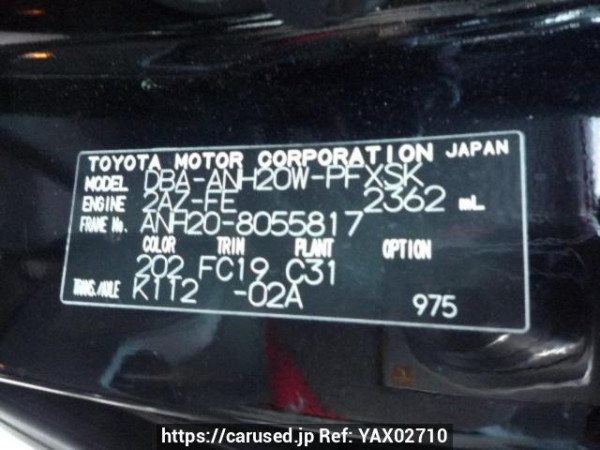 TOYOTA MOTOR CORPORATION JAPAN
MODEL DBA-ANH20W-PFXSK
ENGINE 2AZ-FE 2362 mL
FRAME No. ANH20-8055817
COLOR TRIM PLANT OPTION
202 FC19 C31
TRANS./AXLE K112 -02A
975
https://carused.jp Ref: YAX02710